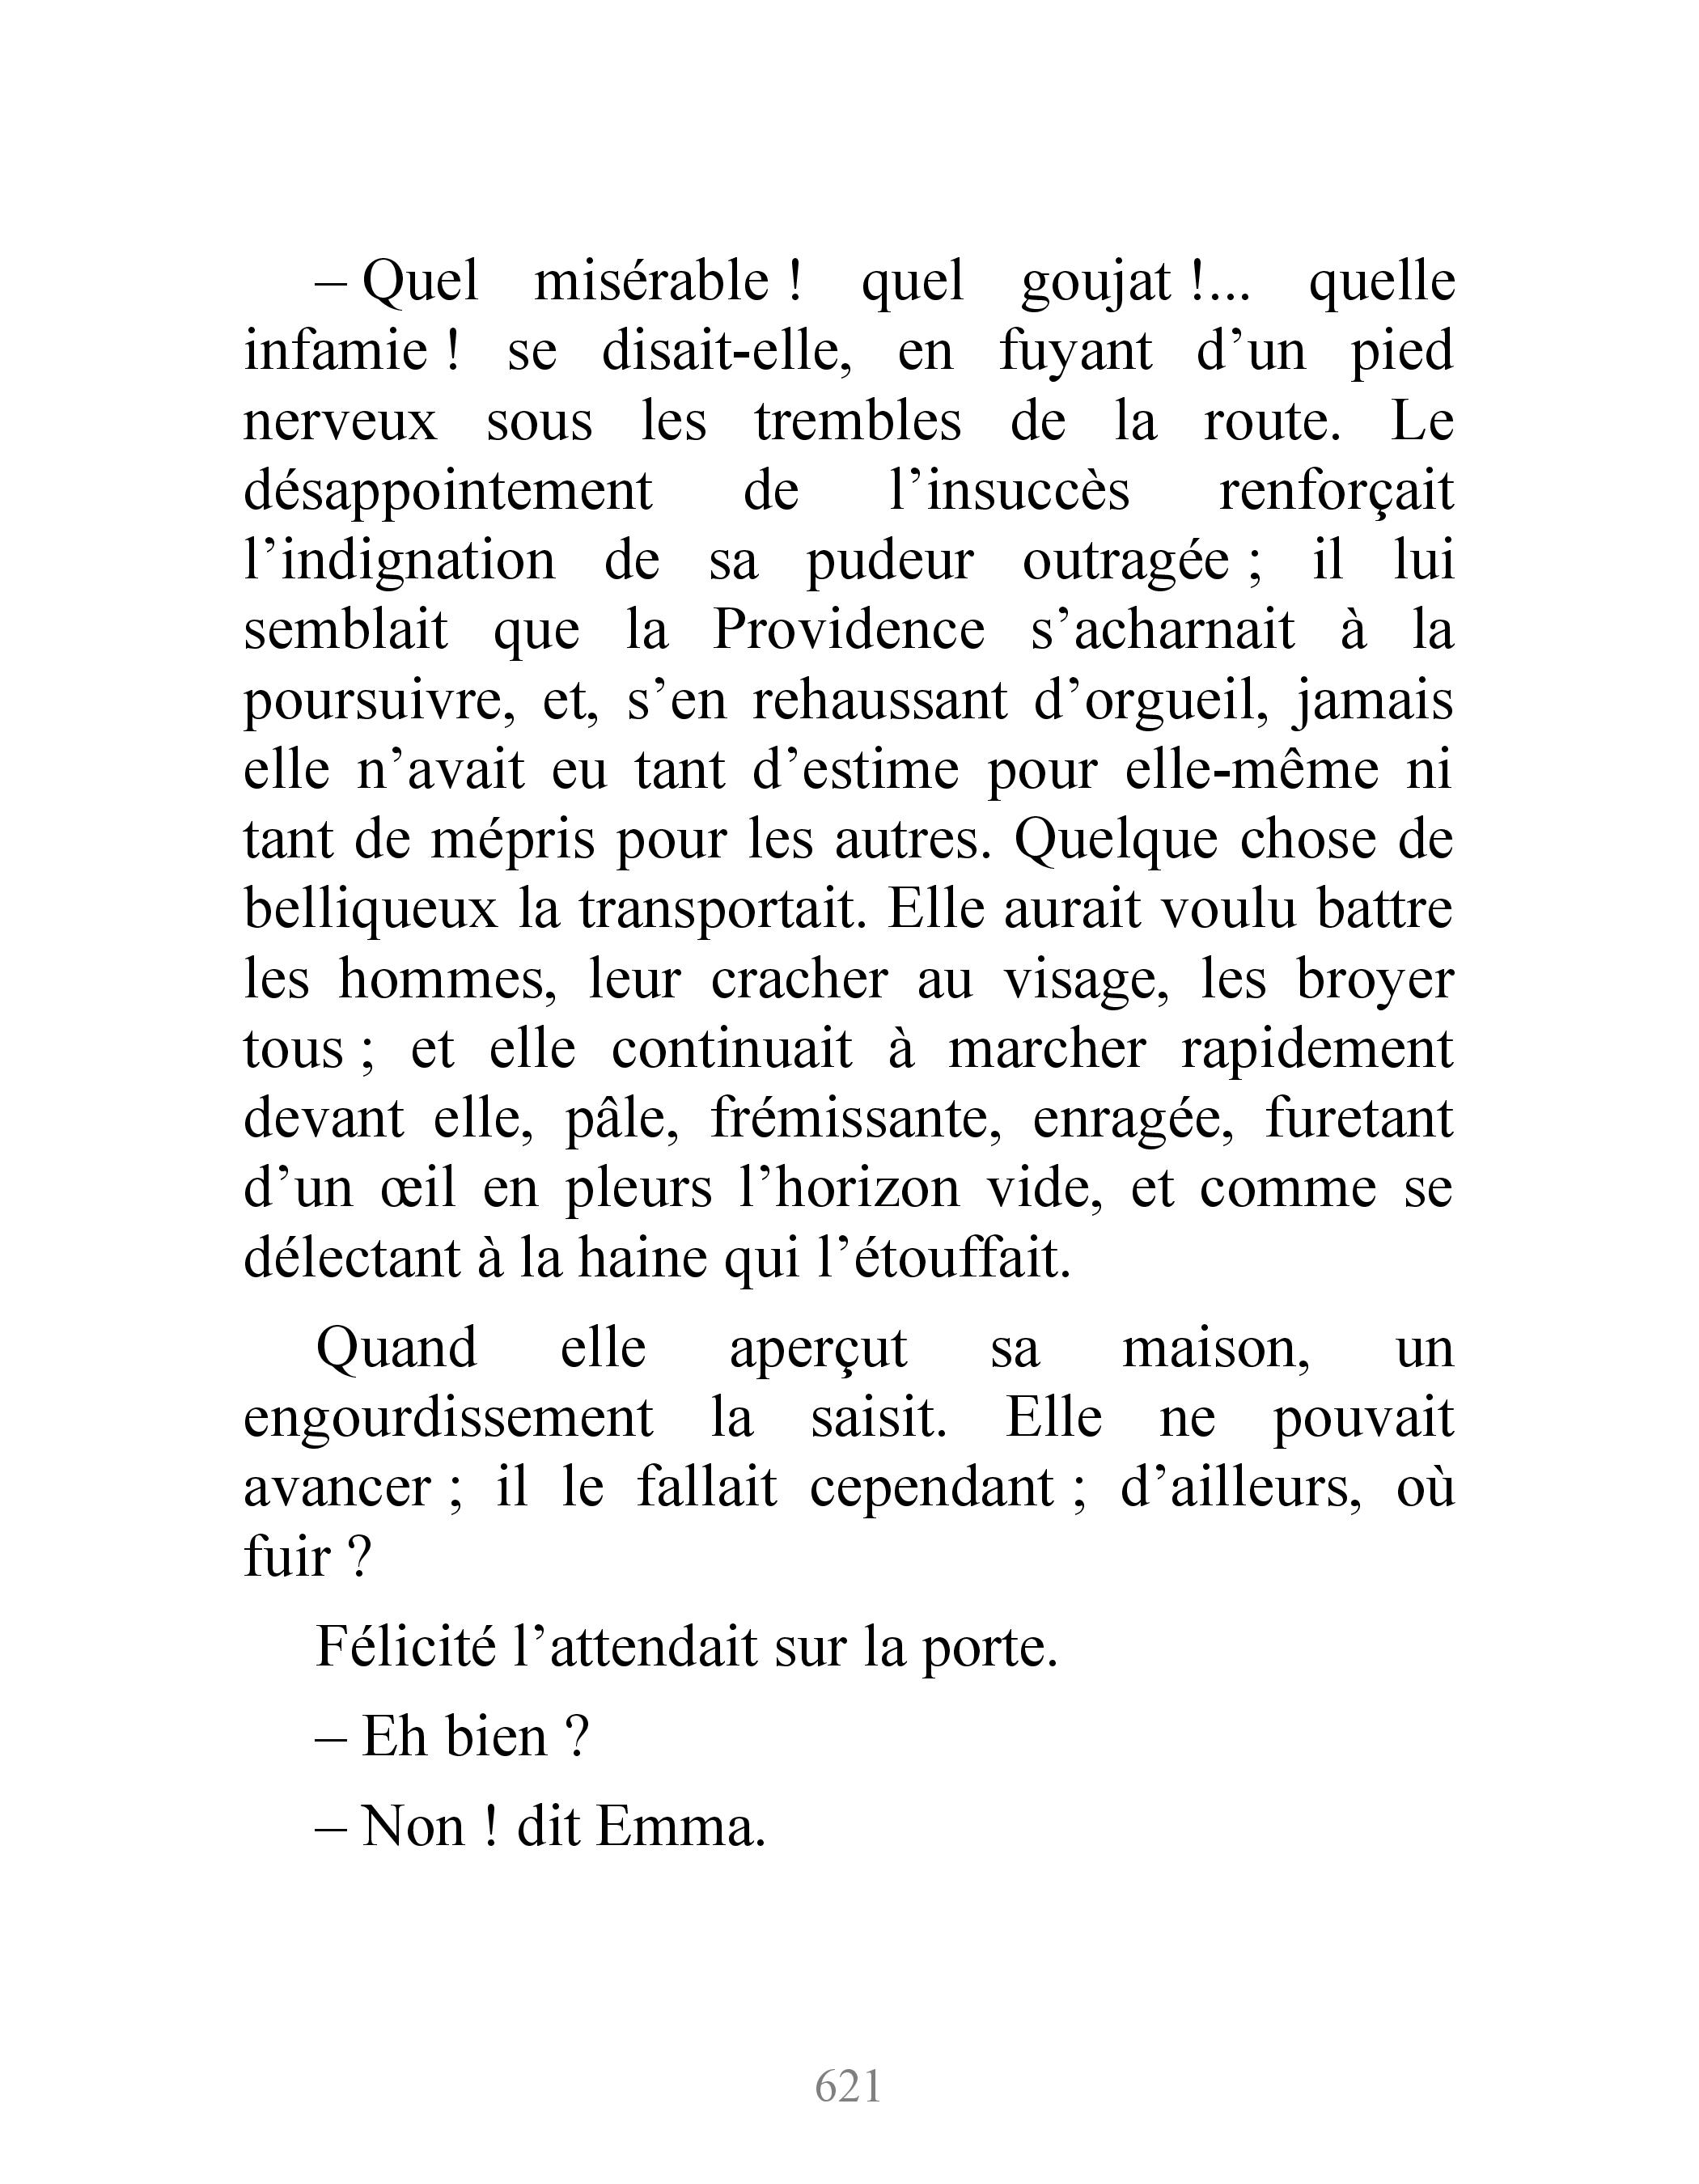 – Quel misérable ! quel goujat !... quelle
infamie ! se disait-elle, en fuyant d’un pied
nerveux sous les trembles de la route. Le
désappointement de l’insuccès renforçait
l’indignation de sa pudeur outragée ; il lui
semblait que la Providence s’acharnait à la
poursuivre, et, s’en rehaussant d’orgueil, jamais
elle n’avait eu tant d’estime pour elle-même ni
tant de mépris pour les autres. Quelque chose de
belliqueux la transportait. Elle aurait voulu battre
les hommes, leur cracher au visage, les broyer
tous ; et elle continuait à marcher rapidement
devant elle, pâle, frémissante, enragée, furetant
d’un œil en pleurs l’horizon vide, et comme se
délectant à la haine qui l’étouffait.
Quand elle aperçut sa maison, un
engourdissement la saisit. Elle ne pouvait
avancer ; il le fallait cependant ; d’ailleurs, où
fuir ?
Félicité l’attendait sur la porte.
– Eh bien ?
– Non ! dit Emma.
621